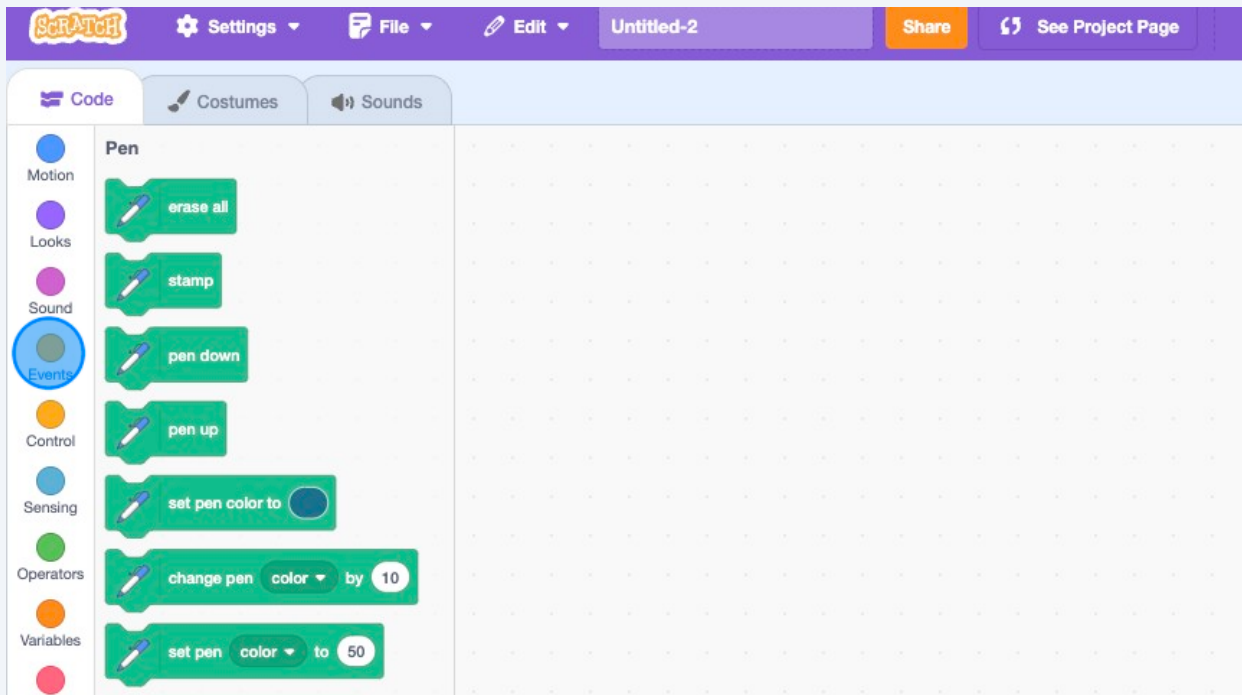 SCRATCH Settings File Edit Untitled-2 Share See Project Page
Code Costumes Sounds
Motion
Looks
Sound
Events
Control
Sensing
Operators
Variables
Pen
erase all
stamp
pen down
pen up
set pen color to
change pen color by 10
set pen color to 50